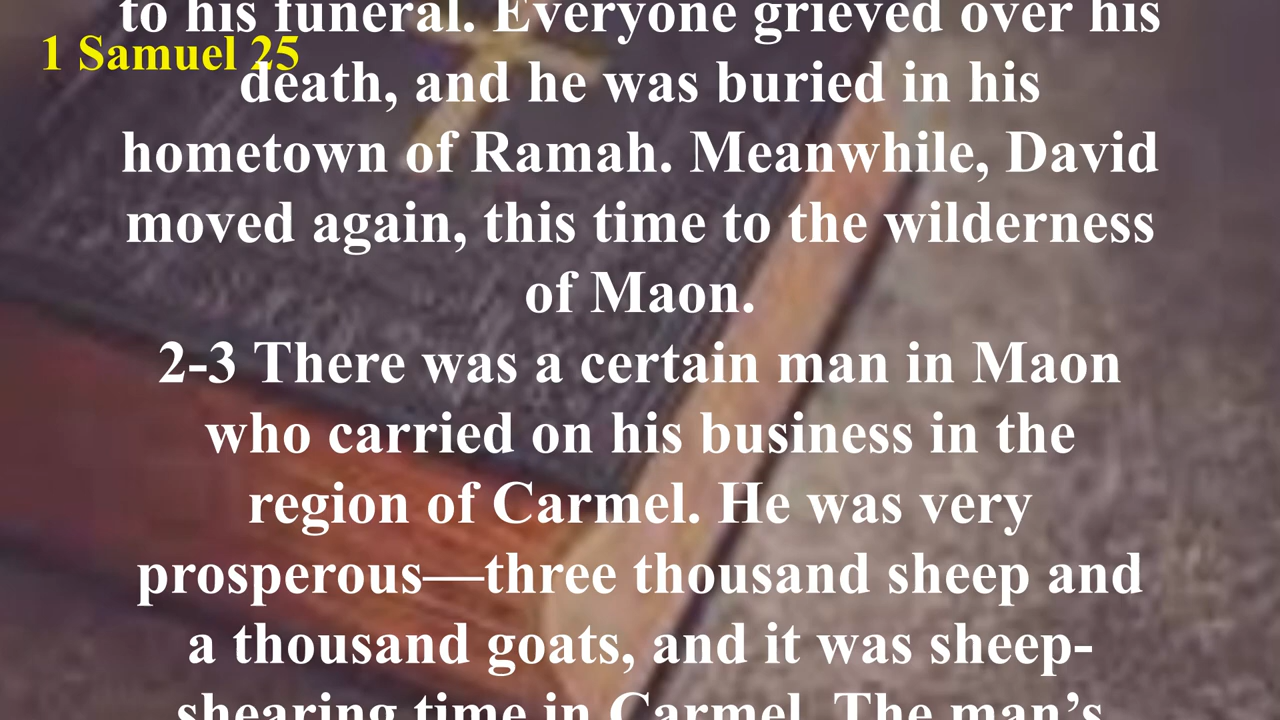 to his funeral. Everyone grieved over his
1 Samuel 25
death, and he was buried in his
hometown of Ramah. Meanwhile, David
moved again, this time to the wilderness
of Maon.
2-3 There was a certain man in Maon
who carried on his business in the
region of Carmel. He was very
prosperous—three thousand sheep and
a thousand goats, and it was sheep-
shearing time in Carmel. The man’s